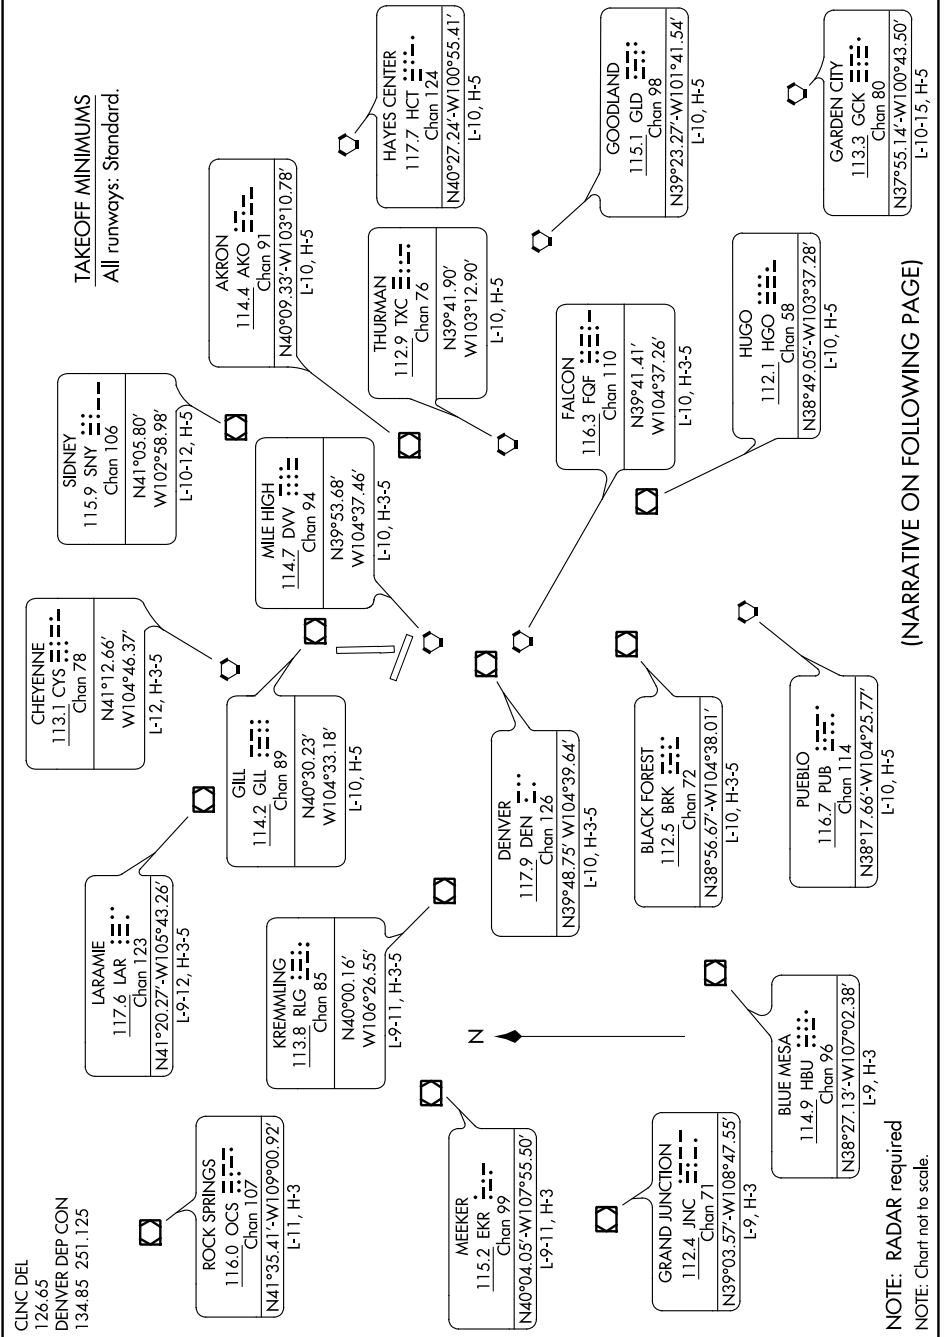 CLNC DEL
126.65
DENVER DEP CON
134.85 251.125
TAKEOFF MINIMUMS
All runways: Standard.
ROCK SPRINGS
116.0 OCS
Chan 107
N41°35.41'-W109°00.92'
L-11, H-3
LARAMIE
117.6 LAR
Chan 123
N41°20.27'-W105°43.26'
L-9-12, H-3-5
CHEYENNE
113.1 CYS
Chan 78
N41°12.66'
W104°46.37'
L-12, H-3-5
SIDNEY
115.9 SNY
Chan 106
N41°05.80'
W102°58.98'
L-10-12, H-5
AKRON
114.4 AKO
Chan 91
N40°09.33'-W103°10.78'
L-10, H-5
HAYES CENTER
117.7 HCT
Chan 124
N40°27.24'-W100°55.41'
L-10, H-5
GILL
114.2 GLL
Chan 89
N40°30.23'
W104°33.18'
L-10, H-5
MILE HIGH
114.7 DVV
Chan 94
N39°53.68'
W104°37.46'
L-10, H-3-5
KREMMLING
113.8 RLG
Chan 85
N40°00.16'
W106°26.55'
L-9-11, H-3-5
THURMAN
112.9 TXC
Chan 76
N39°41.90'
W103°12.90'
L-10, H-5
MEEKER
115.2 EKR
Chan 99
N40°04.05'-W107°55.50'
L-9-11, H-3
N
DENVER
117.9 DEN
Chan 126
N39°48.75' W104°39.64'
L-10, H-3-5
FALCON
116.3 FQF
Chan 110
N39°41.41'
W104°37.26'
L-10, H-3-5
GOODLAND
115.1 GLD
Chan 98
N39°23.27'-W101°41.54'
L-10, H-5
GRAND JUNCTION
112.4 JNC
Chan 71
N39°03.57'-W108°47.55'
L-9, H-3
BLACK FOREST
112.5 BRK
Chan 72
N38°56.67'-W104°38.01'
L-10, H-3-5
HUGO
112.1 HGO
Chan 58
N38°49.05'-W103°37.28'
L-10, H-5
BLUE MESA
114.9 HBU
Chan 96
N38°27.13'-W107°02.38'
L-9, H-3
PUEBLO
116.7 PUB
Chan 114
N38°17.66'-W104°25.77'
L-10, H-5
GARDEN CITY
113.3 GCK
Chan 80
N37°55.14'-W100°43.50'
L-10-15, H-5
NOTE: RADAR required
NOTE: Chart not to scale.
(NARRATIVE ON FOLLOWING PAGE)